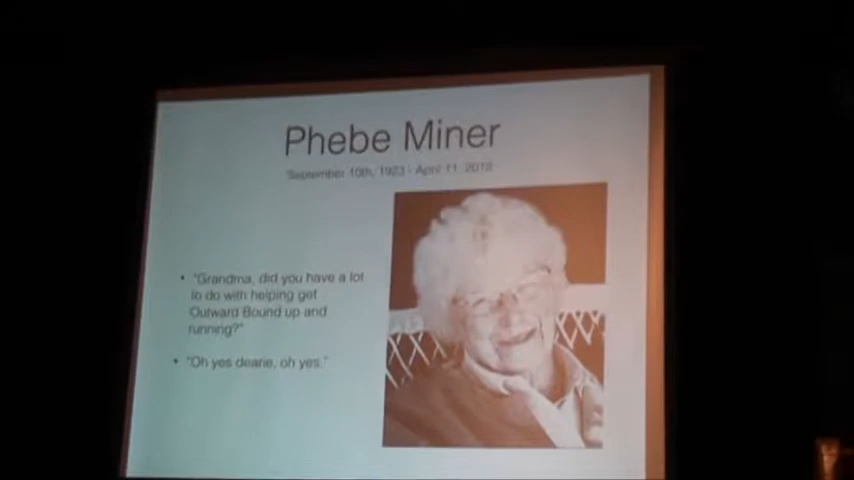 Phebe Miner
September 10th, 1923 - April 11, 2018
• "Grandma, did you have a lot
to do with helping get
Outward Bound up and
running?"
• "Oh yes dearie, oh yes."